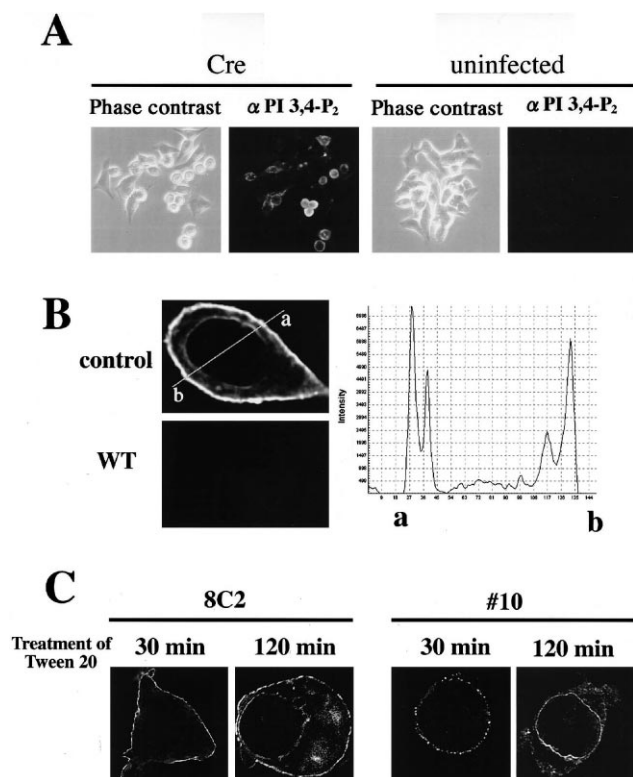 A
Cre
uninfected
Phase contrast
α PI 3,4-P₂
Phase contrast
α PI 3,4-P₂
B
control
a
b
WT
Intensity
a
b
C
8C2
#10
Treatment of
Tween 20
30 min
120 min
30 min
120 min